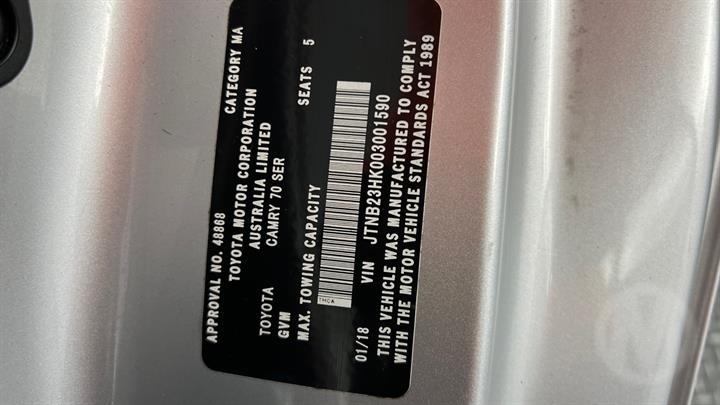 APPROVAL NO. 48868 CATEGORY MA
TOYOTA MOTOR CORPORATION
AUSTRALIA LIMITED
TOYOTA CAMRY 70 SER
GVM
MAX. TOWING CAPACITY SEATS 5
TMCA
01/18 VIN JTNB23HK003001590
THIS VEHICLE WAS MANUFACTURED TO COMPLY
WITH THE MOTOR VEHICLE STANDARDS ACT 1989